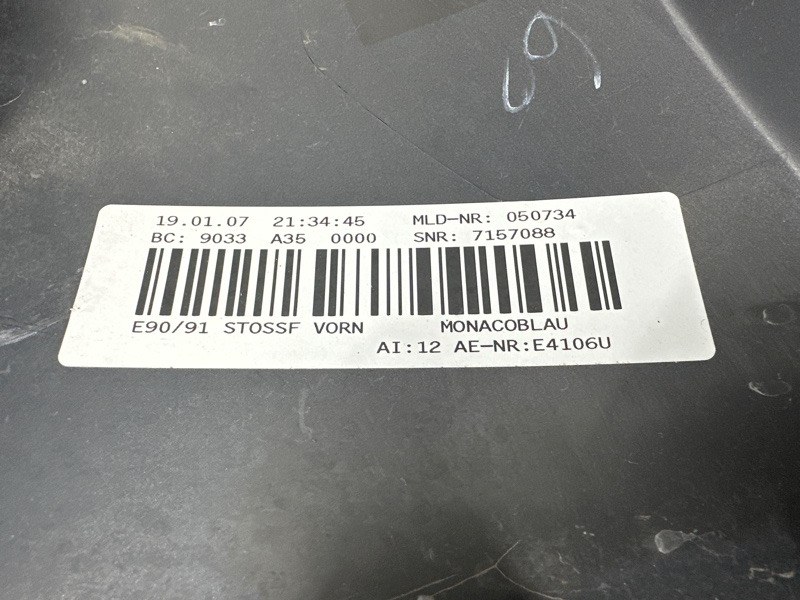 19.01.07 21:34:45 MLD-NR: 050734
BC: 9033 A35 0000 SNR: 7157088
E90/91 STOSSF VORN MONACOBLAU
AI:12 AE-NR:E4106U